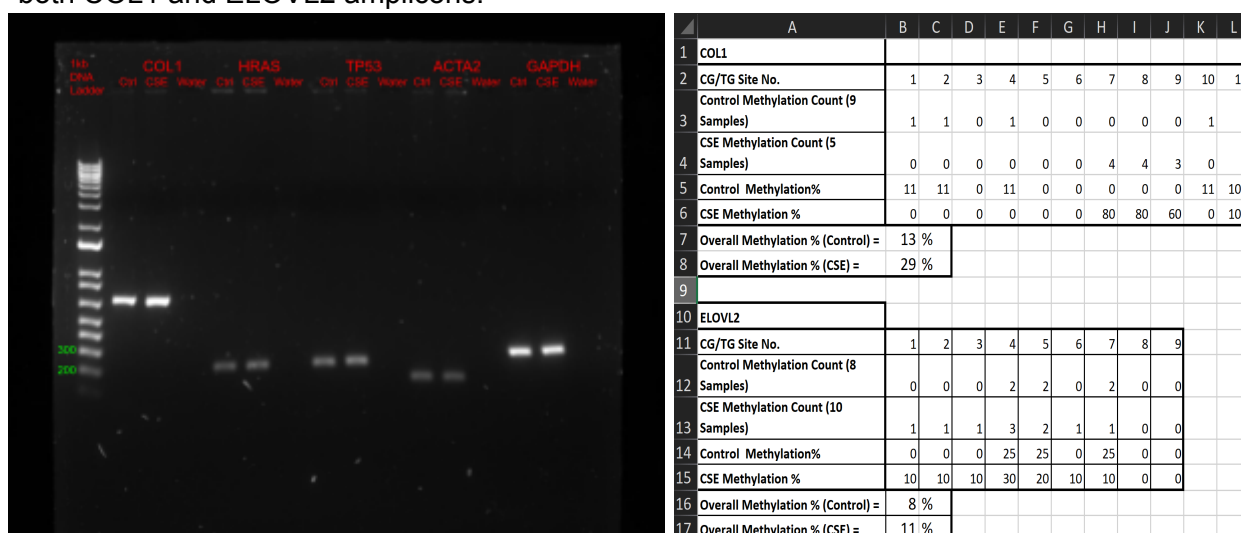 both COL1 and ELOVL2 amplicons.
1kb DNA Ladder
COL1 HRAS TP53 ACTA2 GAPDH
Ctrl CSE Water Ctrl CSE Water Ctrl CSE Water Ctrl CSE Water Ctrl CSE Water
300
200
A B C D E F G H I J K L
1 COL1
2 CG/TG Site No. 1 2 3 4 5 6 7 8 9 10 1
Control Methylation Count (9
3 Samples) 1 1 0 1 0 0 0 0 0 1
CSE Methylation Count (5
4 Samples) 0 0 0 0 0 0 4 4 3 0
5 Control Methylation% 11 11 0 11 0 0 0 0 0 11 10
6 CSE Methylation % 0 0 0 0 0 0 80 80 60 0 10
7 Overall Methylation % (Control) = 13 %
8 Overall Methylation % (CSE) = 29 %
9
10 ELOVL2
11 CG/TG Site No. 1 2 3 4 5 6 7 8 9
Control Methylation Count (8
12 Samples) 0 0 0 2 2 0 2 0 0
CSE Methylation Count (10
13 Samples) 1 1 1 3 2 1 1 0 0
14 Control Methylation% 0 0 0 25 25 0 25 0 0
15 CSE Methylation % 10 10 10 30 20 10 10 0 0
16 Overall Methylation % (Control) = 8 %
17 Overall Methylation % (CSE) = 11 %